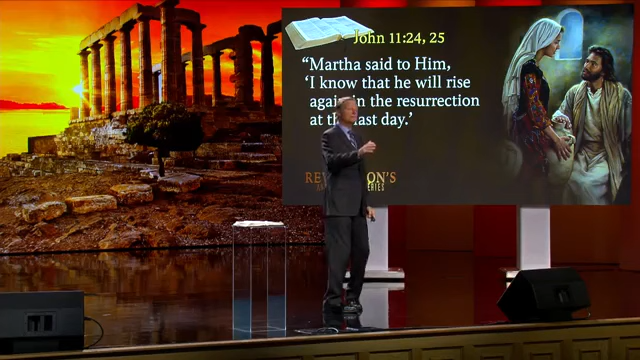 John 11:24, 25
“Martha said to Him,
‘I know that he will rise
again in the resurrection
at the last day.’